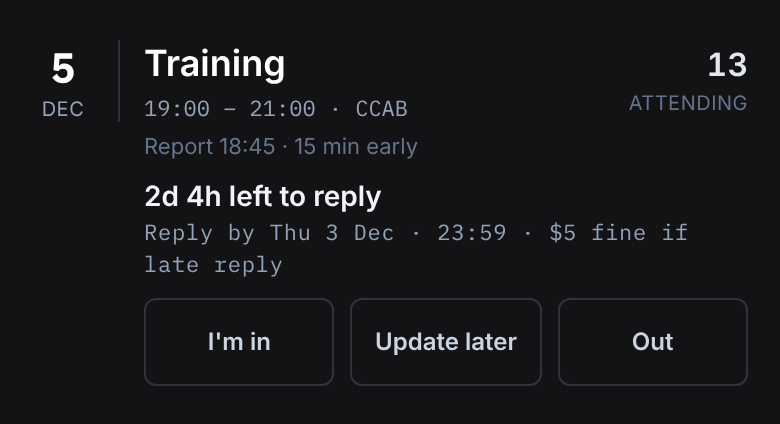 5
DEC
Training
19:00 – 21:00 · CCAB
Report 18:45 · 15 min early
13
ATTENDING
2d 4h left to reply
Reply by Thu 3 Dec · 23:59 · $5 fine if
late reply
I'm in
Update later
Out